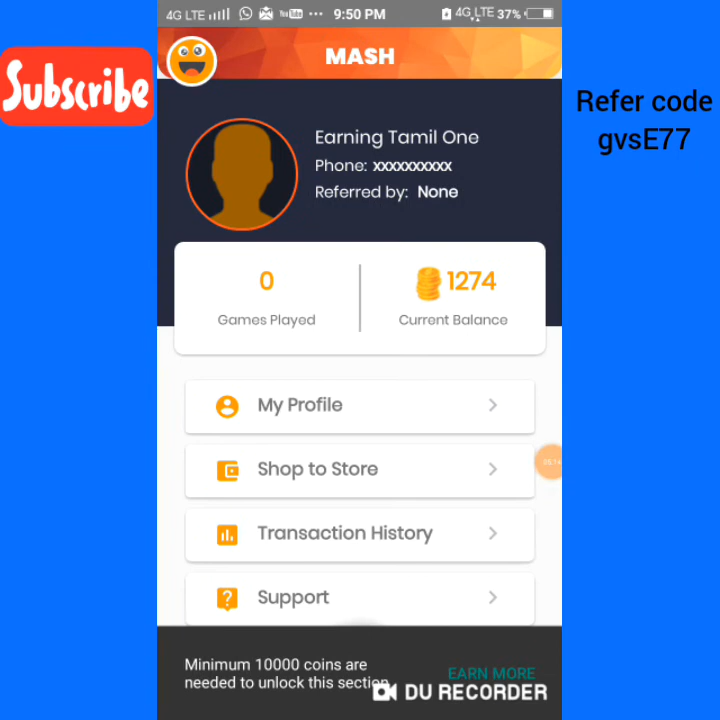 4G LTE
You Tube
9:50 PM
4G LTE 37%
MASH
Subscribe
Refer code
gvsE77
Earning Tamil One
Phone: xxxxxxxxxx
Referred by: None
0
1274
Games Played
Current Balance
My Profile
Shop to Store
Transaction History
Support
Minimum 10000 coins are
needed to unlock this section
EARN MORE
DU RECORDER